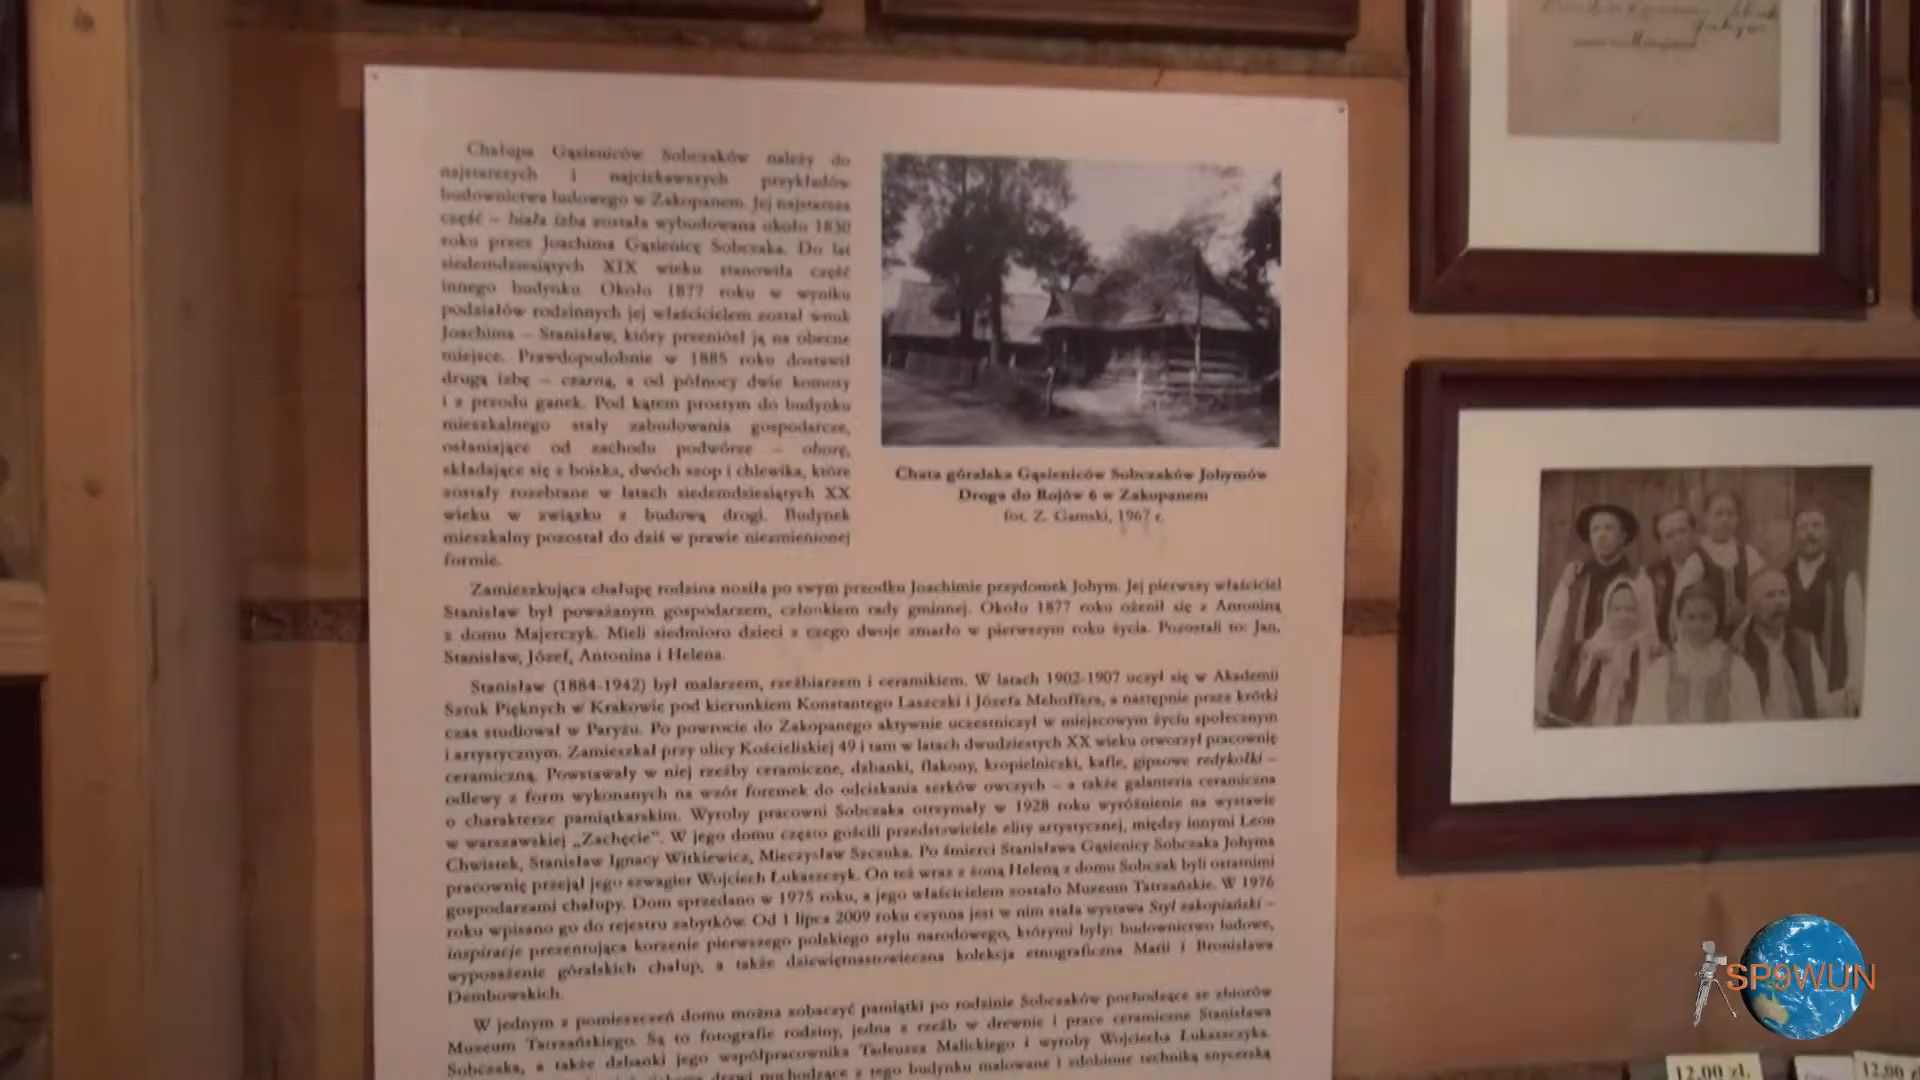 Chałupa Gąsieniców Sobczaków należy do
najstarszych i najciekawszych przykładów
budownictwa ludowego w Zakopanem. Jej najstarsza
część – biała izba została wybudowana około 1830
roku przez Joachima Gąsienicę Sobczaka. Do lat
siedemdziesiątych XIX wieku stanowiła część
innego budynku. Około 1877 roku w wyniku
podziałów rodzinnych jej właścicielem został wnuk
Joachima – Stanisław, który przeniósł ją na obecne
miejsce. Prawdopodobnie w 1885 roku dostawił
drugą izbę – czarną, a od północy dwie komory
i z przodu ganek. Pod kątem prostym do budynku
mieszkalnego stały zabudowania gospodarcze,
osłaniające od zachodu podwórze – oborę,
składające się z boiska, dwóch szop i chlewika, które
zostały rozebrane w latach siedemdziesiątych XX
wieku w związku z budową drogi. Budynek
mieszkalny pozostał do dziś w prawie niezmienionej
formie.
Chata góralska Gąsieniców Sobczaków Johymów
Droga do Rojów 6 w Zakopanem
fot. Z. Gamski, 1967 r.
Zamieszkująca chałupę rodzina nosiła po swym przodku Joachimie przydomek Johym. Jej pierwszy właściciel
Stanisław był poważanym gospodarzem, członkiem rady gminnej. Około 1877 roku ożenił się z Antoniną
z domu Majerczyk. Mieli siedmioro dzieci z czego dwoje zmarło w pierwszym roku życia. Pozostali to: Jan,
Stanisław, Józef, Antonina i Helena.
Stanisław (1884-1942) był malarzem, rzeźbiarzem i ceramikiem. W latach 1902-1907 uczył się w Akademii
Sztuk Pięknych w Krakowie pod kierunkiem Konstantego Laszczki i Józefa Mehoffera, a następnie przez krótki
czas studiował w Paryżu. Po powrocie do Zakopanego aktywnie uczestniczył w miejscowym życiu społecznym
i artystycznym. Zamieszkał przy ulicy Kościeliskiej 49 i tam w latach dwudziestych XX wieku otworzył pracownię
ceramiczną. Powstawały w niej rzeźby ceramiczne, dzbanki, flakony, kropielniczki, kafle, gipsowe redykołki –
odlewy z form wykonanych na wzór foremek do odciskania serków owczych – a także galanteria ceramiczna
o charakterze pamiątkarskim. Wyroby pracowni Sobczaka otrzymały w 1928 roku wyróżnienie na wystawie
w warszawskiej „Zachęcie”. W jego domu często gościli przedstawiciele elity artystycznej, między innymi Leon
Chwistek, Stanisław Ignacy Witkiewicz, Mieczysław Szczuka. Po śmierci Stanisława Gąsienicy Sobczaka Johyma
pracownię przejął jego szwagier Wojciech Łukaszczyk. On też wraz z żoną Heleną z domu Sobczak byli ostatnimi
gospodarzami chałupy. Dom sprzedano w 1975 roku, a jego właścicielem zostało Muzeum Tatrzańskie. W 1976
roku wpisano go do rejestru zabytków. Od 1 lipca 2009 roku czynna jest w nim stała wystawa Styl zakopiański –
inspiracje prezentująca korzenie pierwszego polskiego stylu narodowego, którymi były: budownictwo ludowe,
wyposażenie góralskich chałup, a także dziewiętnastowieczna kolekcja etnograficzna Marii i Bronisława
Dembowskich.
W jednym z pomieszczeń domu można zobaczyć pamiątki po rodzinie Sobczaków pochodzące ze zbiorów
Muzeum Tatrzańskiego. Są to fotografie rodziny, jedna z rzeźb w drewnie i prace ceramiczne Stanisława
Sobczaka, a także dzbanki jego współpracownika Tadeusza Malickiego i wyroby Wojciecha Łukaszczyka.
drzwi pochodzące z tego budynku malowane i zdobione techniką snycerską
SP9WUN
12,00 zł.
12,00 zł